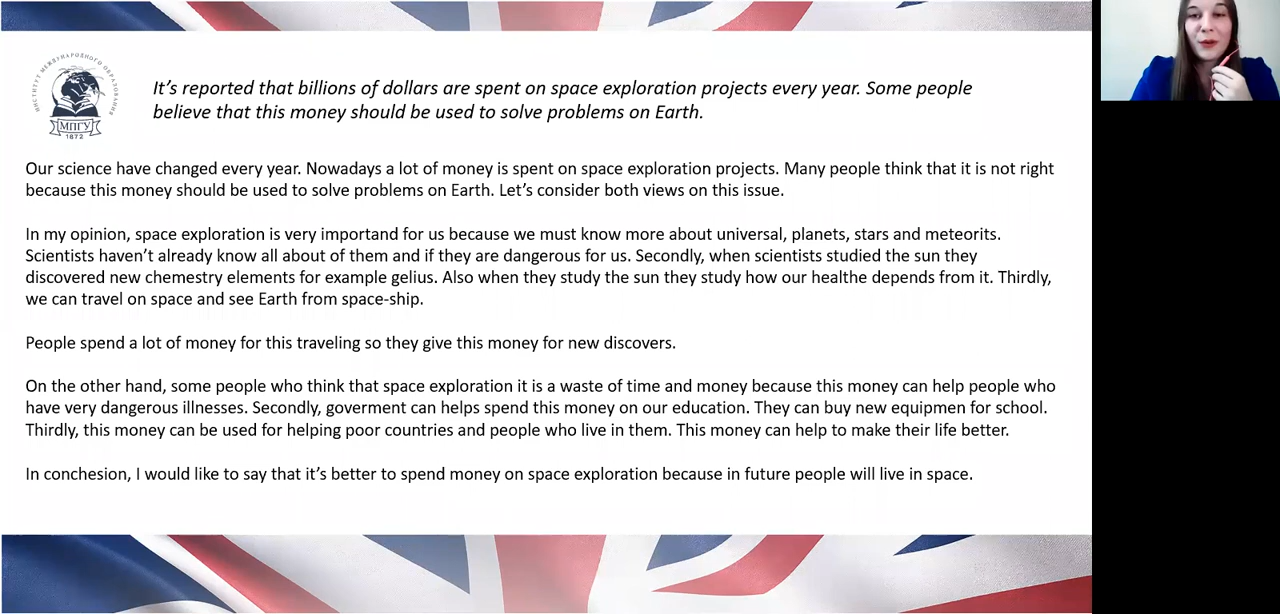 ИНСТИТУТ МЕЖДУНАРОДНОГО ОБРАЗОВАНИЯ
МПГУ
1872
It's reported that billions of dollars are spent on space exploration projects every year. Some people
believe that this money should be used to solve problems on Earth.
Our science have changed every year. Nowadays a lot of money is spent on space exploration projects. Many people think that it is not right
because this money should be used to solve problems on Earth. Let's consider both views on this issue.
In my opinion, space exploration is very importand for us because we must know more about universal, planets, stars and meteorits.
Scientists haven't already know all about of them and if they are dangerous for us. Secondly, when scientists studied the sun they
discovered new chemestry elements for example gelius. Also when they study the sun they study how our healthe depends from it. Thirdly,
we can travel on space and see Earth from space-ship.
People spend a lot of money for this traveling so they give this money for new discovers.
On the other hand, some people who think that space exploration it is a waste of time and money because this money can help people who
have very dangerous illnesses. Secondly, goverment can helps spend this money on our education. They can buy new equipmen for school.
Thirdly, this money can be used for helping poor countries and people who live in them. This money can help to make their life better.
In conchesion, I would like to say that it's better to spend money on space exploration because in future people will live in space.